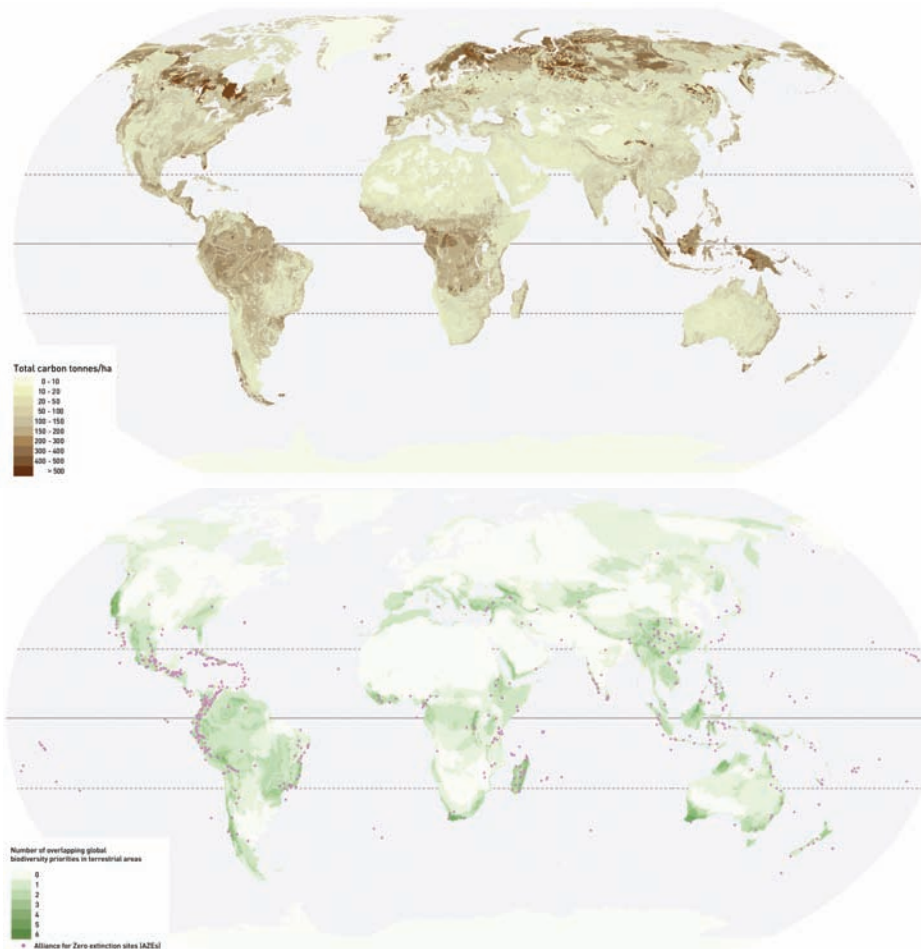 Total carbon tonnes/ha
0 - 10
10 - 20
20 - 50
50 - 100
100 - 150
150 - 200
200 - 300
300 - 400
400 - 500
> 500
Number of overlapping global
biodiversity priorities in terrestrial areas
0
1
2
3
4
5
6
Alliance for Zero extinction sites (AZEs)